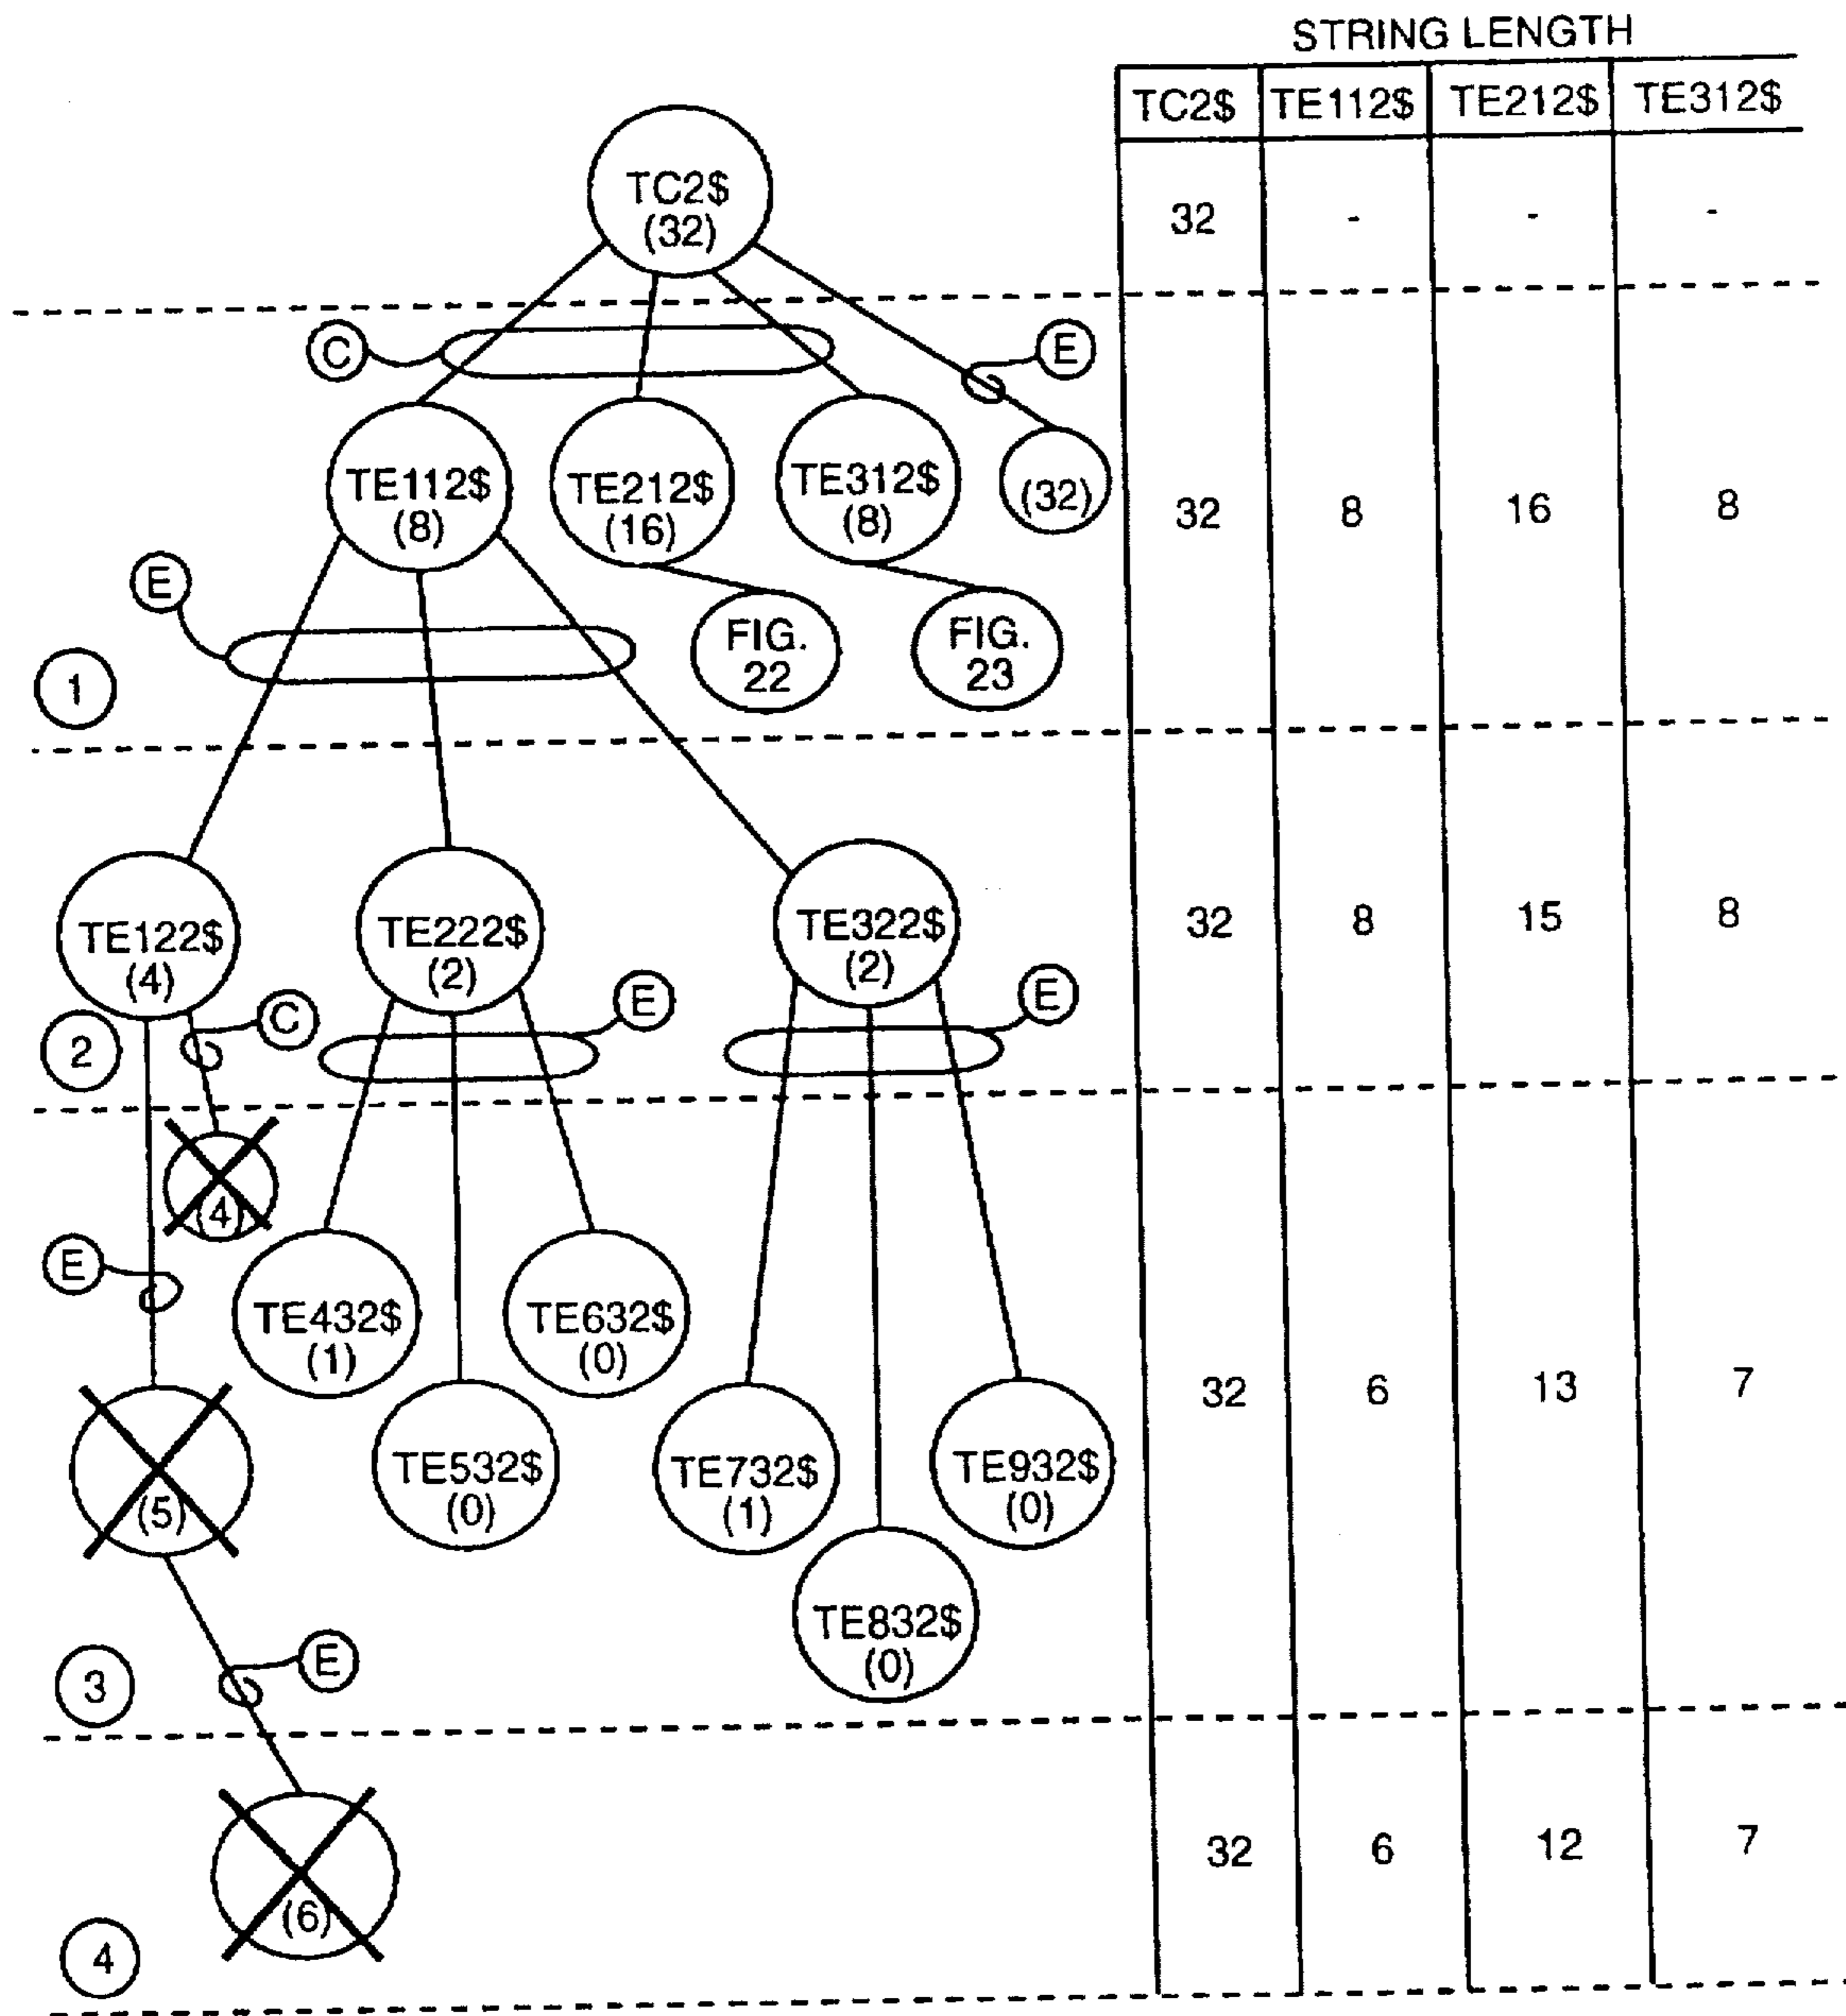 STRING LENGTH
TC2$ TE112$ TE212$ TE312$
TC2$
(32)
32 - - -
C
E
TE112$
(8)
TE212$
(16)
TE312$
(8)
(32)
32 8 16 8
E
FIG.
22
FIG.
23
1
TE122$
(4)
TE222$
(2)
TE322$
(2)
32 8 15 8
C
E
E
2
(4)
E
TE432$
(1)
TE632$
(0)
32 6 13 7
(5)
TE532$
(0)
TE732$
(1)
TE932$
(0)
TE832$
(0)
E
3
(6)
32 6 12 7
4